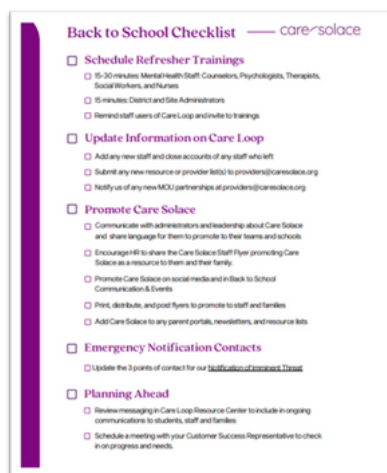 Back to School Checklist
care solace
Schedule Refresher Trainings
15-30 minutes: Mental Health Staff: Counselors, Psychologists, Therapists,
Social Workers, and Nurses
15 minutes: District and Site Administrators
Remind staff users of Care Loop and invite to trainings
Update Information on Care Loop
Add any new staff and close accounts of any staff who left
Submit any new resource or provider list(s) to providers@caresolace.org
Notify us of any new MOU partnerships at providers@caresolace.org
Promote Care Solace
Communicate with administrators and leadership about Care Solace
and share language for them to promote to their teams and schools
Encourage HR to share the Care Solace Staff Flyer promoting Care
Solace as a resource to them and their family.
Promote Care Solace on social media and in Back to School
Communication & Events
Print, distribute, and post flyers to promote to staff and families
Add Care Solace to any parent portals, newsletters, and resource lists
Emergency Notification Contacts
Update the 3 points of contact for our Notification of Imminent Threat
Planning Ahead
Review messaging in Care Loop Resource Center to include in ongoing
communications to students, staff and families
Schedule a meeting with your Customer Success Representative to check
in on progress and needs.